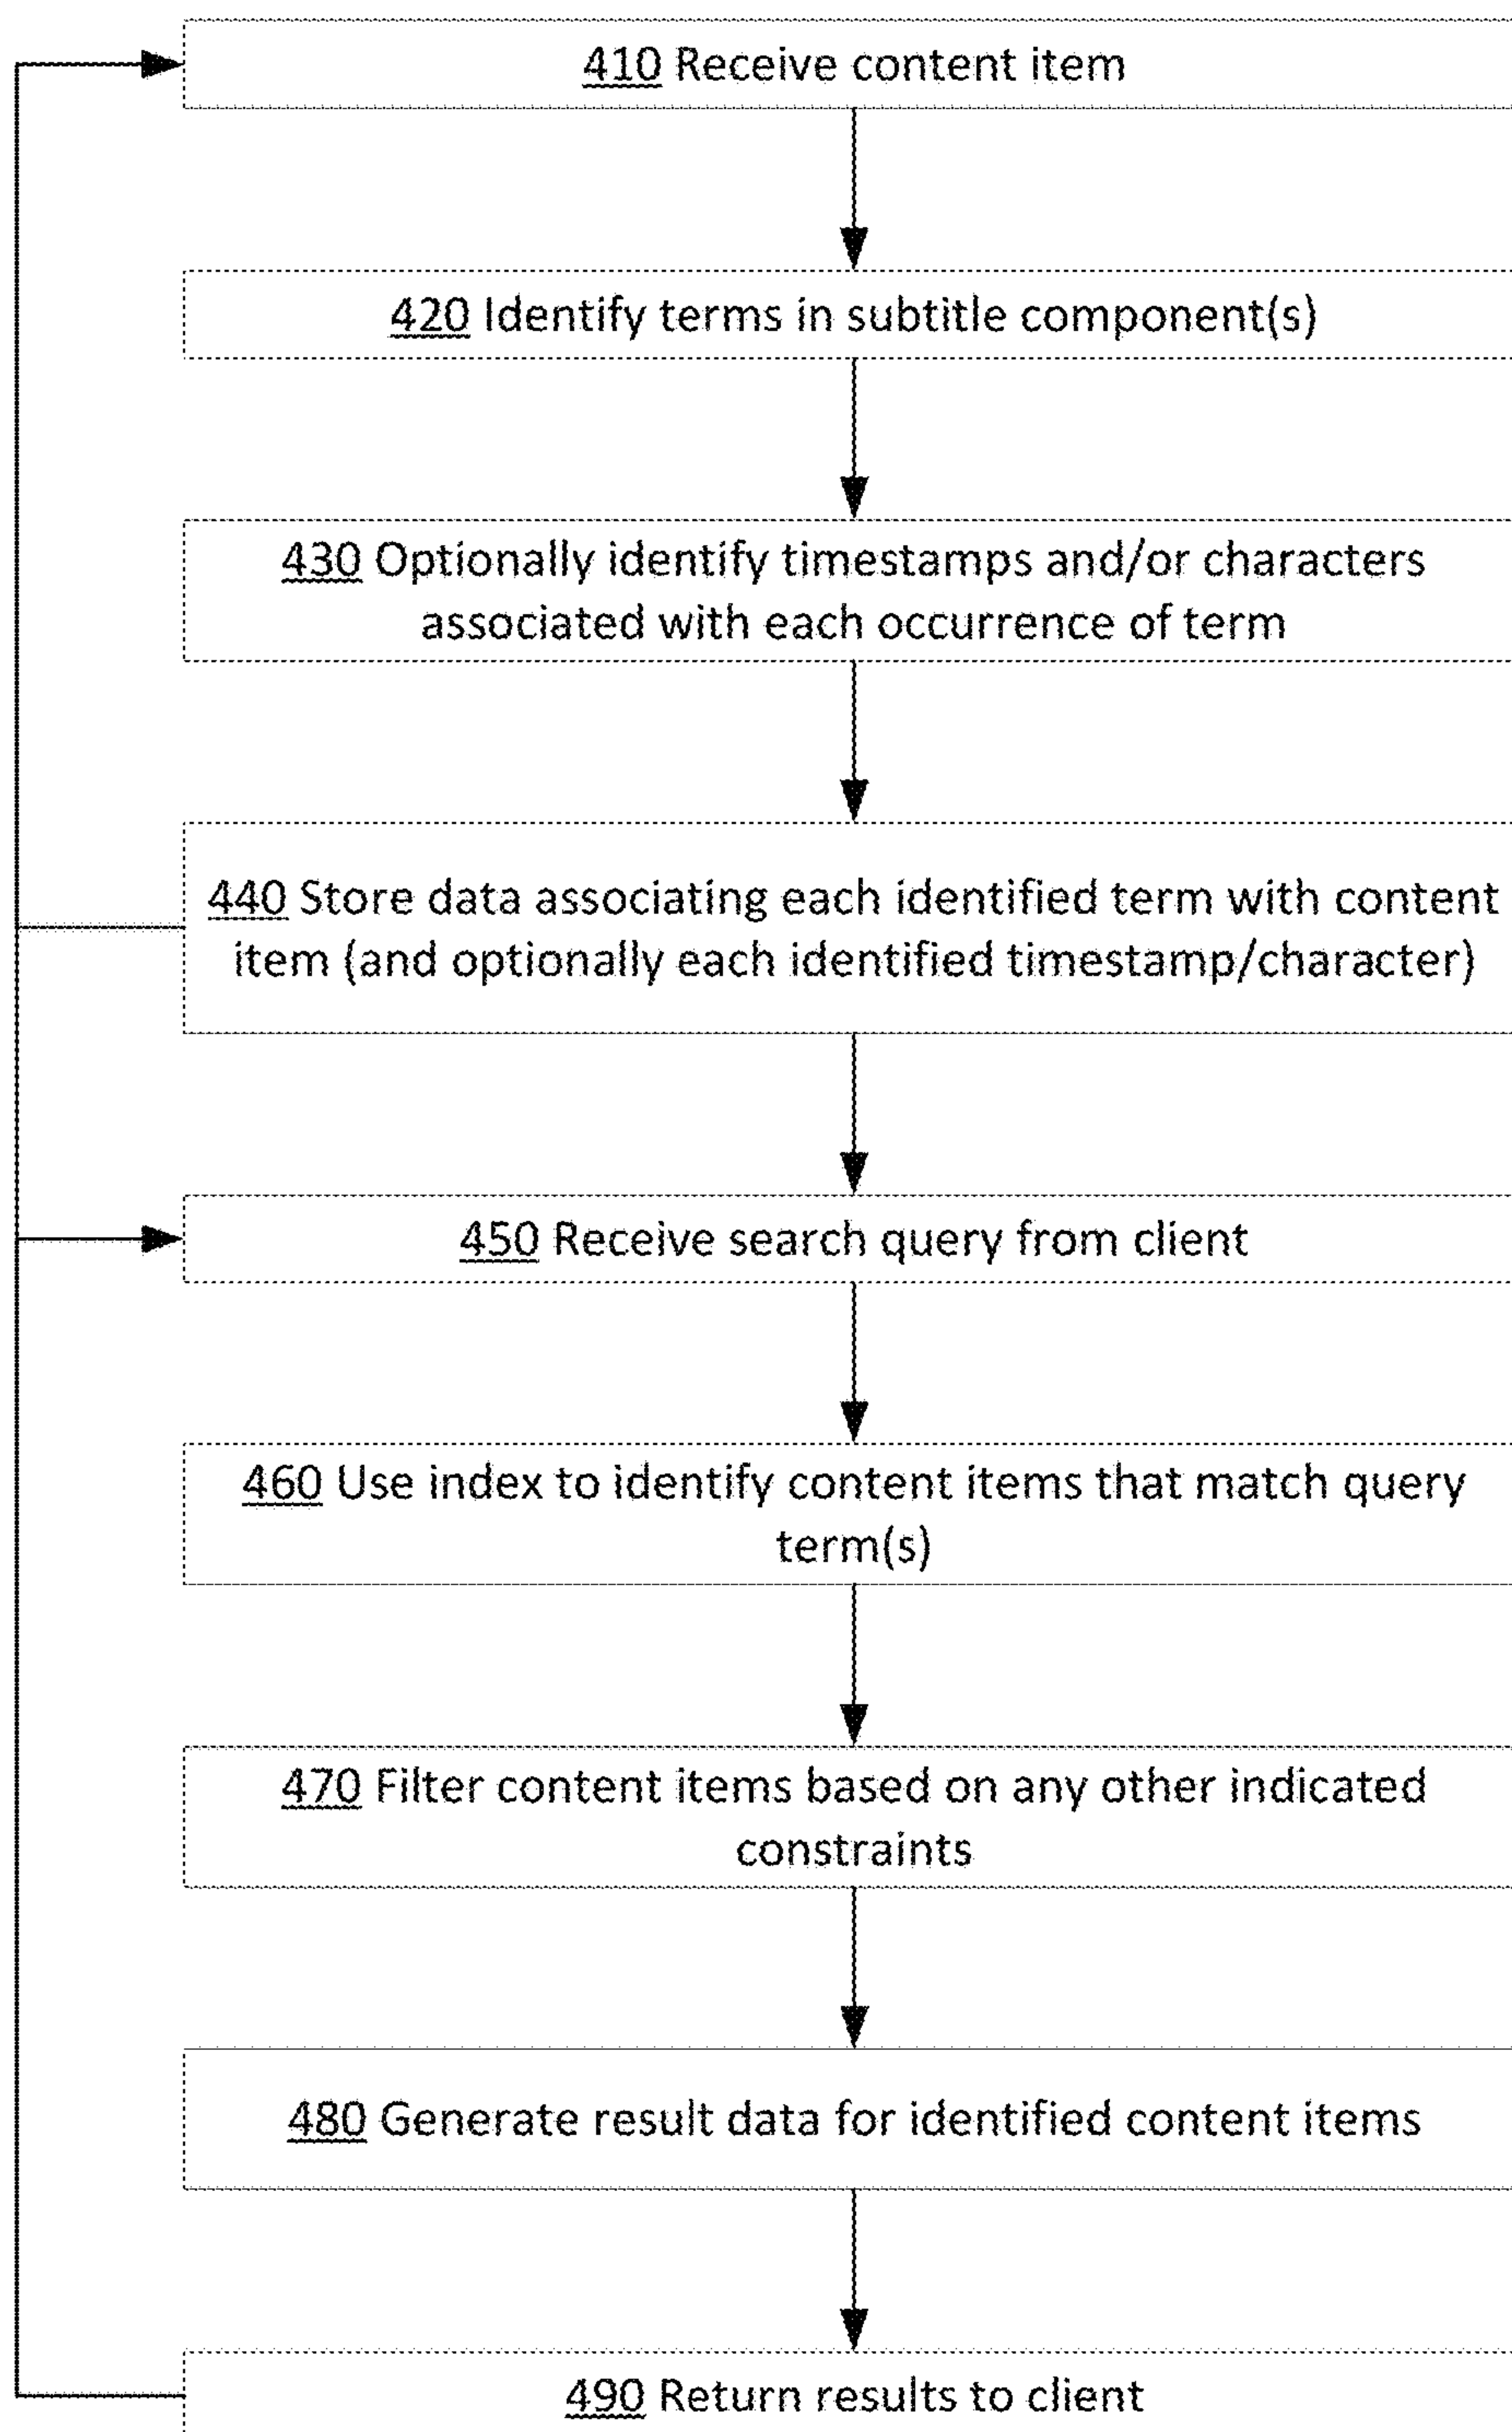 410 Receive content item
420 Identify terms in subtitle component(s)
430 Optionally identify timestamps and/or characters
associated with each occurrence of term
440 Store data associating each identified term with content
item (and optionally each identified timestamp/character)
450 Receive search query from client
460 Use index to identify content items that match query
term(s)
470 Filter content items based on any other indicated
constraints
480 Generate result data for identified content items
490 Return results to client